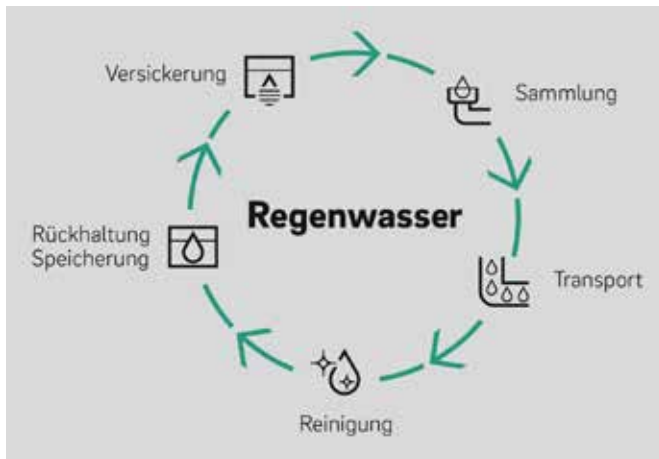 Versickerung
Sammlung
Regenwasser
Rückhaltung
Speicherung
Transport
Reinigung